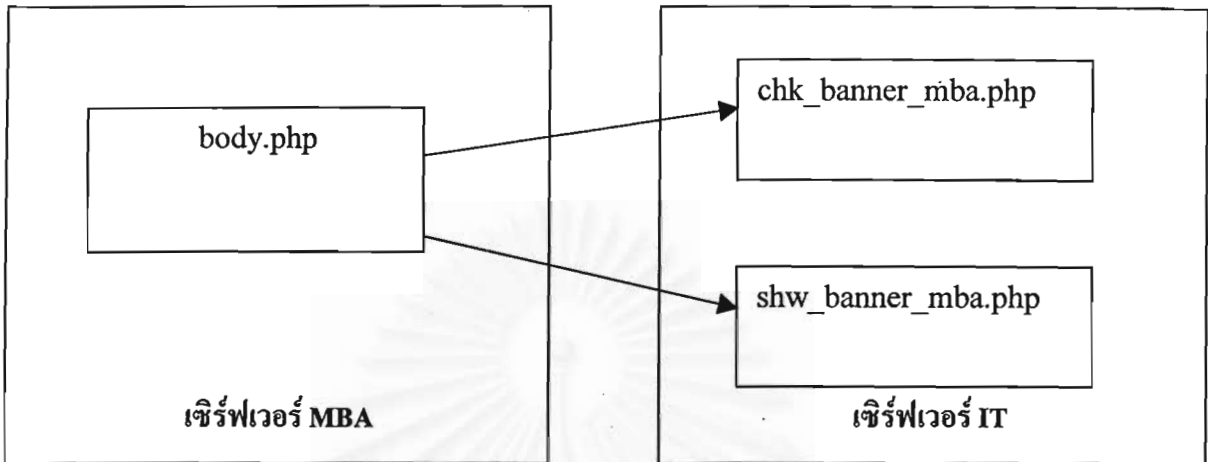 body.php
chk_banner_mba.php
shw_banner_mba.php
เซิร์ฟเวอร์ MBA
เซิร์ฟเวอร์ IT